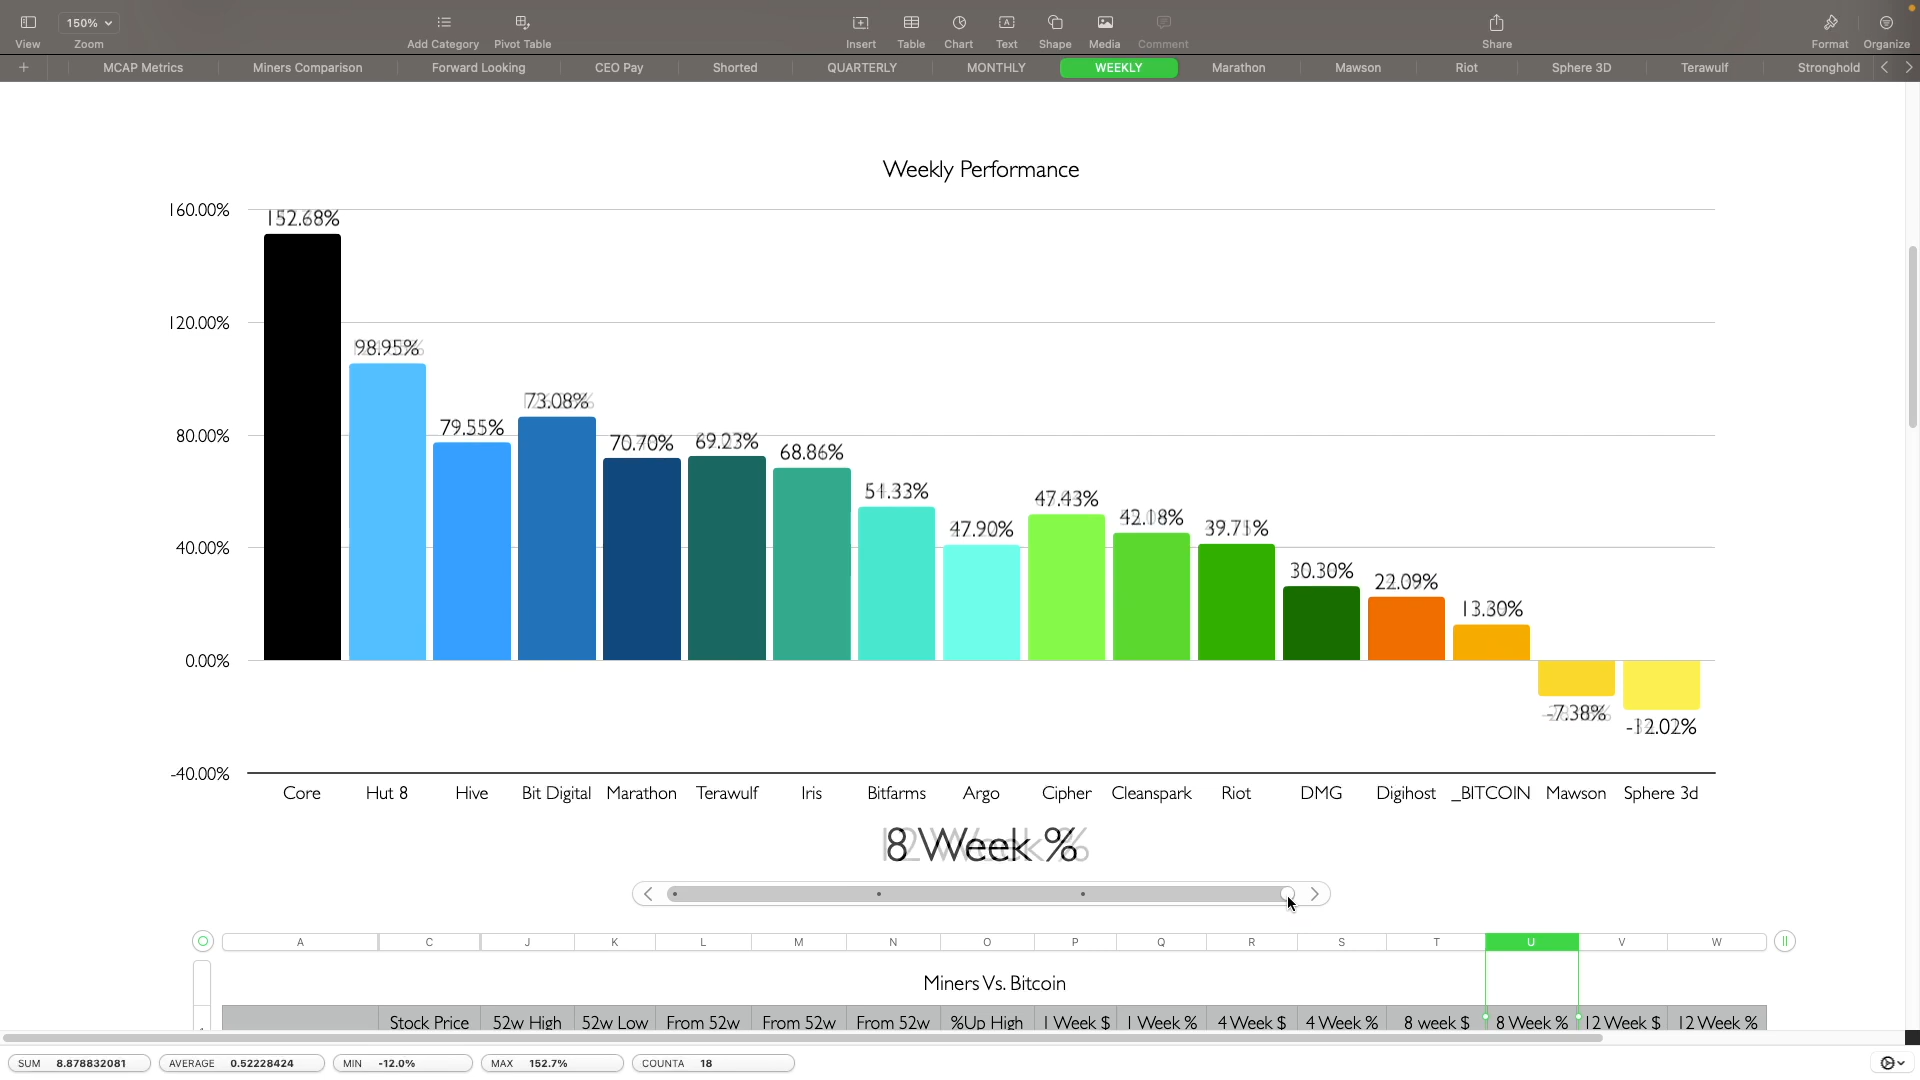 150%
View Zoom Add Category Pivot Table Insert Table Chart Text Shape Media Comment Share Format Organize
+ MCAP Metrics Miners Comparison Forward Looking CEO Pay Shorted QUARTERLY MONTHLY WEEKLY Marathon Mawson Riot Sphere 3D Terawulf Stronghold
Weekly Performance
160.00%
152.68%
120.00%
98.95%
73.08%
80.00%
79.55%
70.70%
69.23%
68.86%
54.33%
47.90%
47.43%
42.18%
39.71%
40.00%
30.30%
22.09%
13.30%
0.00%
-7.38%
-12.02%
-40.00%
Core Hut 8 Hive Bit Digital Marathon Terawulf Iris Bitfarms Argo Cipher Cleanspark Riot DMG Digihost _BITCOIN Mawson Sphere 3d
8 Week %
A C J K L M N O P Q R S T U V W
Miners Vs. Bitcoin
Stock Price 52w High 52w Low From 52w From 52w From 52w %Up High 1 Week $ 1 Week % 4 Week $ 4 Week % 8 week $ 8 Week % 12 Week $ 12 Week %
SUM 8.878832081 AVERAGE 0.52228424 MIN -12.0% MAX 152.7% COUNTA 18